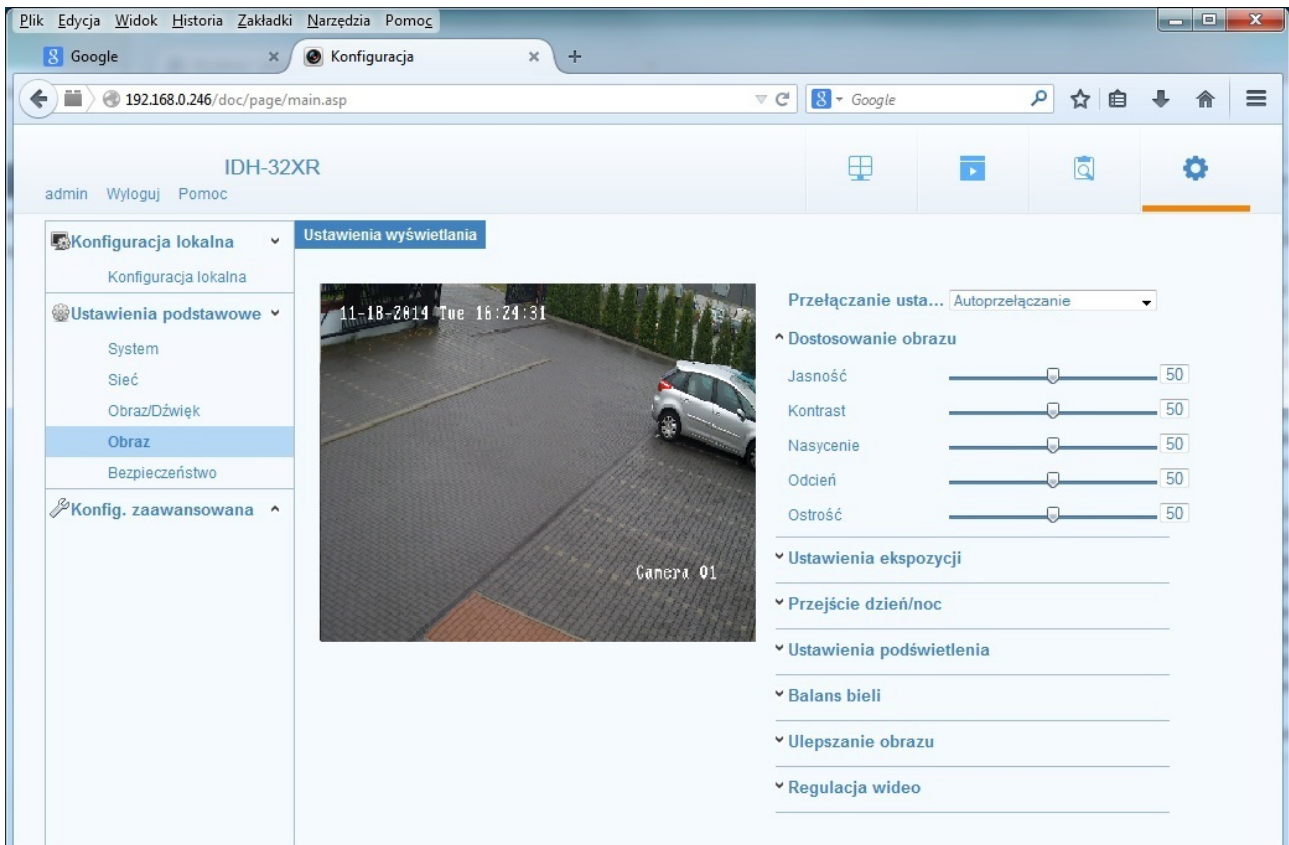 Plik Edycja Widok Historia Zakładki Narzędzia Pomoc
Google
Konfiguracja
192.168.0.246/doc/page/main.asp
Google
IDH-32XR
admin Wyloguj Pomoc
Konfiguracja lokalna
Konfiguracja lokalna
Ustawienia podstawowe
System
Sieć
Obraz/Dźwięk
Obraz
Bezpieczeństwo
Konfig. zaawansowana
Ustawienia wyświetlania
11-18-2014 Tue 16:24:31
Camera 01
Przełączanie usta... Autoprzełączanie
Dostosowanie obrazu
Jasność 50
Kontrast 50
Nasycenie 50
Odcień 50
Ostrość 50
Ustawienia ekspozycji
Przejście dzień/noc
Ustawienia podświetlenia
Balans bieli
Ulepszanie obrazu
Regulacja wideo